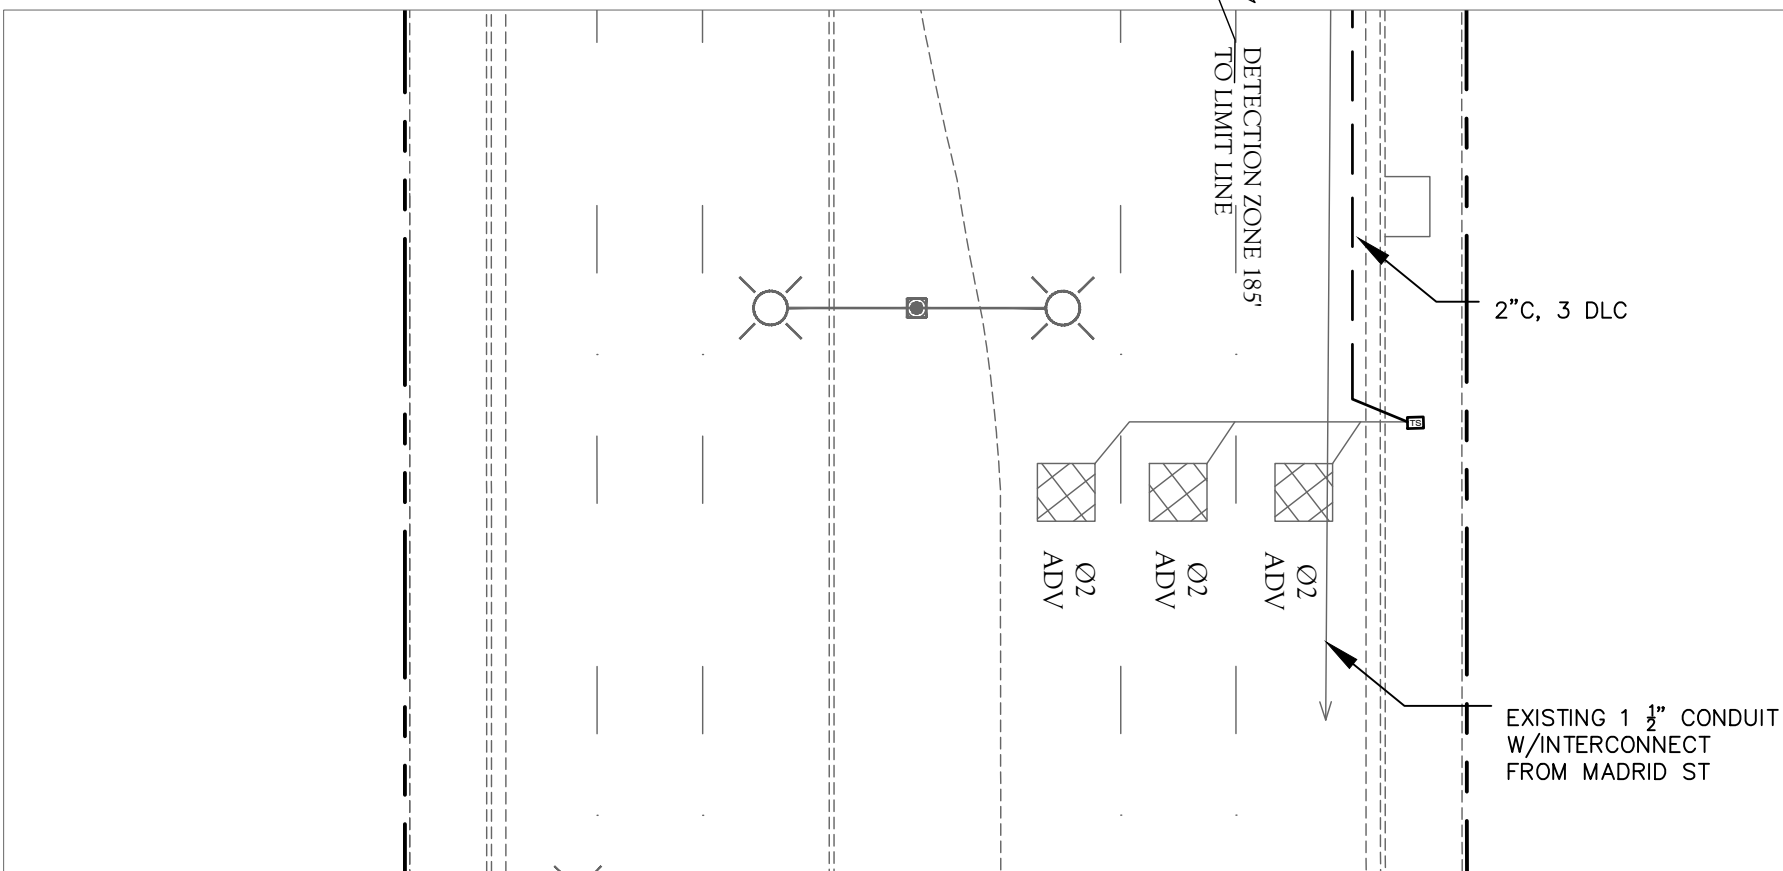 DETECTION ZONE 185'
TO LIMIT LINE
2"C, 3 DLC
TS
Ø2
ADV
Ø2
ADV
Ø2
ADV
EXISTING 1 1/2" CONDUIT
W/INTERCONNECT
FROM MADRID ST